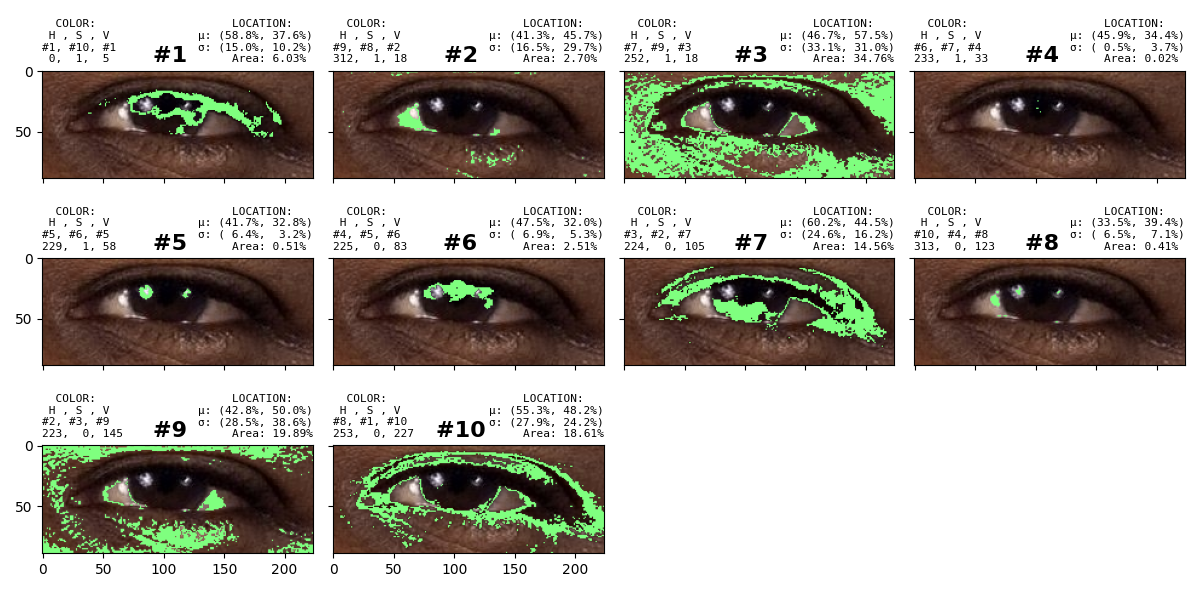 COLOR: LOCATION:
H , S , V μ: (58.8%, 37.6%)
#1, #10, #1 #1 σ: (15.0%, 10.2%)
0, 1, 5 Area: 6.03%
COLOR: LOCATION:
H , S , V μ: (41.3%, 45.7%)
#9, #8, #2 #2 σ: (16.5%, 29.7%)
312, 1, 18 Area: 2.70%
COLOR: LOCATION:
H , S , V μ: (46.7%, 57.5%)
#7, #9, #3 #3 σ: (33.1%, 31.0%)
252, 1, 18 Area: 34.76%
COLOR: LOCATION:
H , S , V μ: (45.9%, 34.4%)
#6, #7, #4 #4 σ: ( 0.5%, 3.7%)
233, 1, 33 Area: 0.02%
0
50
COLOR: LOCATION:
H , S , V μ: (41.7%, 32.8%)
#5, #6, #5 #5 σ: ( 6.4%, 3.2%)
229, 1, 58 Area: 0.51%
COLOR: LOCATION:
H , S , V μ: (47.5%, 32.0%)
#4, #5, #6 #6 σ: ( 6.9%, 5.3%)
225, 0, 83 Area: 2.51%
COLOR: LOCATION:
H , S , V μ: (60.2%, 44.5%)
#3, #2, #7 #7 σ: (24.6%, 16.2%)
224, 0, 105 Area: 14.56%
COLOR: LOCATION:
H , S , V μ: (33.5%, 39.4%)
#10, #4, #8 #8 σ: ( 6.5%, 7.1%)
313, 0, 123 Area: 0.41%
0
50
COLOR: LOCATION:
H , S , V μ: (42.8%, 50.0%)
#2, #3, #9 #9 σ: (28.5%, 38.6%)
223, 0, 145 Area: 19.89%
COLOR: LOCATION:
H , S , V μ: (55.3%, 48.2%)
#8, #1, #10 #10 σ: (27.9%, 24.2%)
253, 0, 227 Area: 18.61%
0
50
0 50 100 150 200
0 50 100 150 200